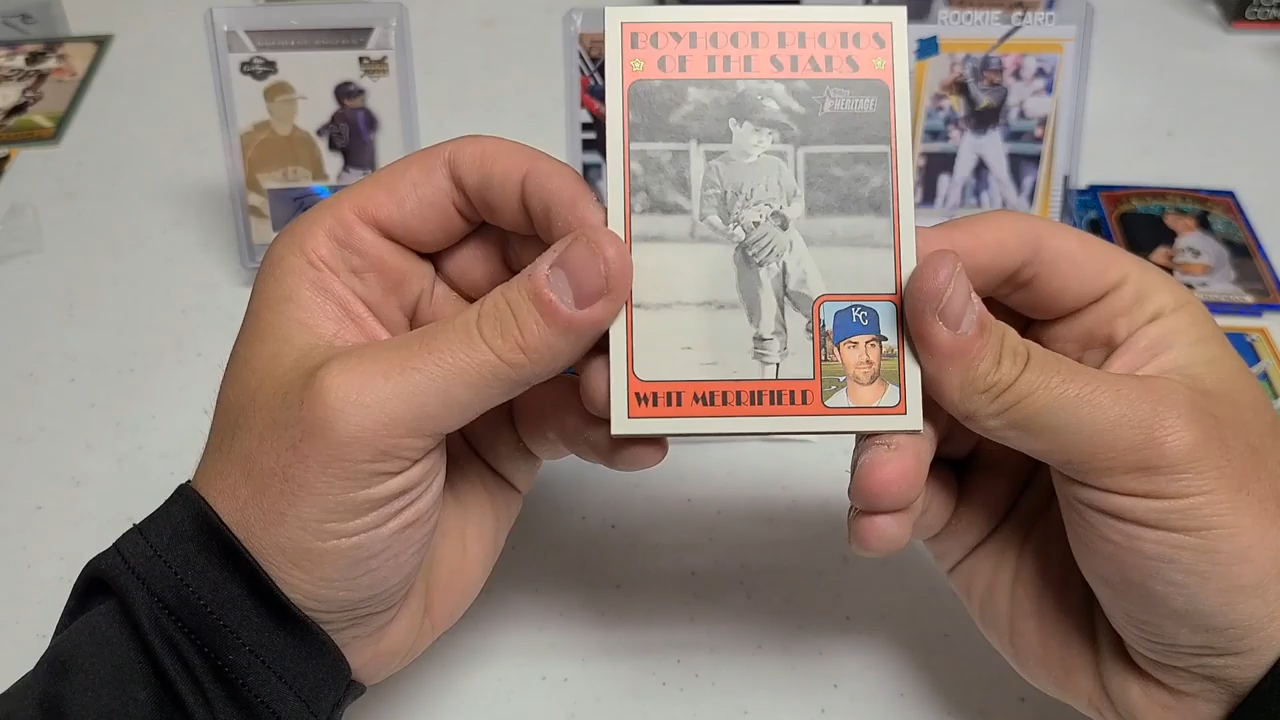 BOYHOOD PHOTOS
OF THE STARS
Topps
HERITAGE
KC
WHIT MERRIFIELD
ROOKIE CARD